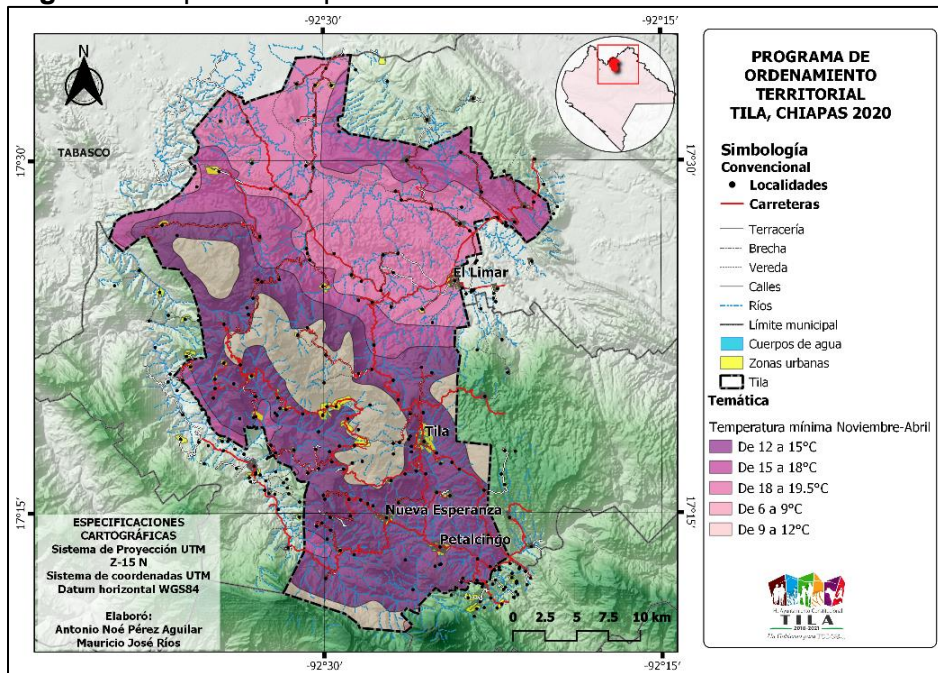 -92°30'
-92°15'
N
TABASCO
17°30'
17°30'
El Limar
Tila
Nueva Esperanza
Petalcingo
17°15'
17°15'
ESPECIFICACIONES
CARTOGRÁFICAS
Sistema de Proyección UTM
Z-15 N
Sistema de coordenadas UTM
Datum horizontal WGS84
Elaboró:
Antonio Noé Pérez Aguilar
Mauricio José Ríos
0 2.5 5 7.5 10 km
-92°30'
-92°15'
PROGRAMA DE
ORDENAMIENTO
TERRITORIAL
TILA, CHIAPAS 2020
Simbología
Convencional
Localidades
Carreteras
Terracería
Brecha
Vereda
Calles
Ríos
Límite municipal
Cuerpos de agua
Zonas urbanas
Tila
Temática
Temperatura mínima Noviembre-Abril
De 12 a 15°C
De 15 a 18°C
De 18 a 19.5°C
De 6 a 9°C
De 9 a 12°C
H. Ayuntamiento Constitucional
TILA
2018-2021